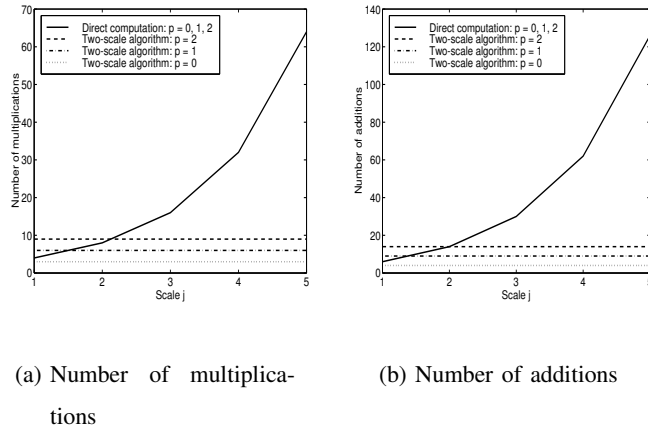 70
60
50
40
30
20
10
0
1
2
3
4
5
Number of multiplications
Scale j
Direct computation: p = 0, 1, 2
Two-scale algorithm: p = 2
Two-scale algorithm: p = 1
Two-scale algorithm: p = 0
140
120
100
80
60
40
20
0
1
2
3
4
5
Number of additions
Scale j
Direct computation: p = 0, 1, 2
Two-scale algorithm: p = 2
Two-scale algorithm: p = 1
Two-scale algorithm: p = 0
(a) Number of multiplica-
tions
(b) Number of additions